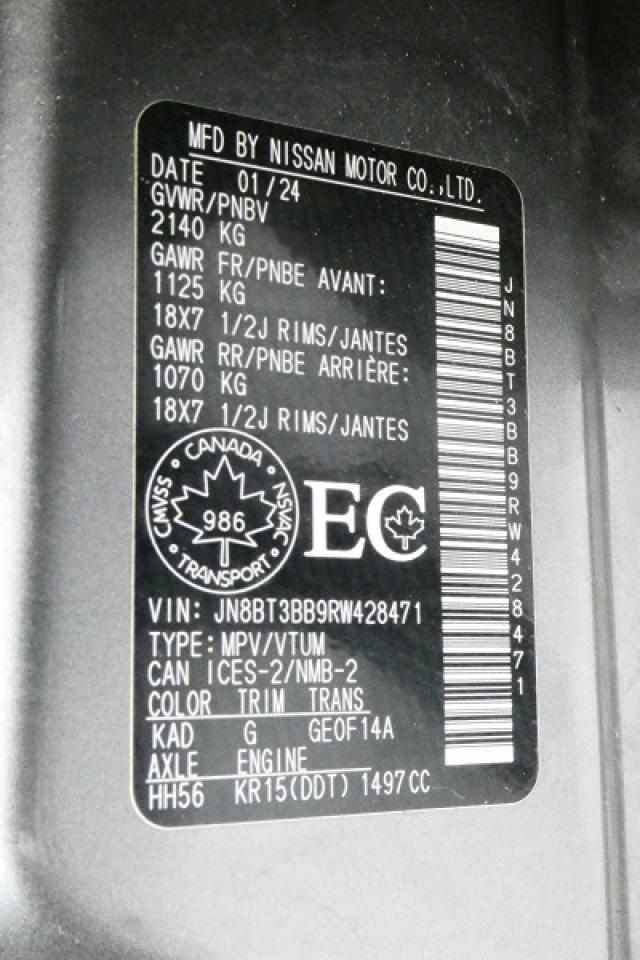 MFD BY NISSAN MOTOR CO.,LTD.
DATE 01/24
GVWR/PNBV
2140 KG
GAWR FR/PNBE AVANT:
1125 KG
18X7 1/2J RIMS/JANTES
GAWR RR/PNBE ARRIÈRE:
1070 KG
18X7 1/2J RIMS/JANTES
CANADA
CMVSS 986 NSVAC
TRANSPORT
EC
VIN: JN8BT3BB9RW428471
TYPE: MPV/VTUM
CAN ICES-2/NMB-2
COLOR TRIM TRANS
KAD G GEOF14A
AXLE ENGINE
HH56 KR15(DDT) 1497CC
JN8BT3BB9RW428471